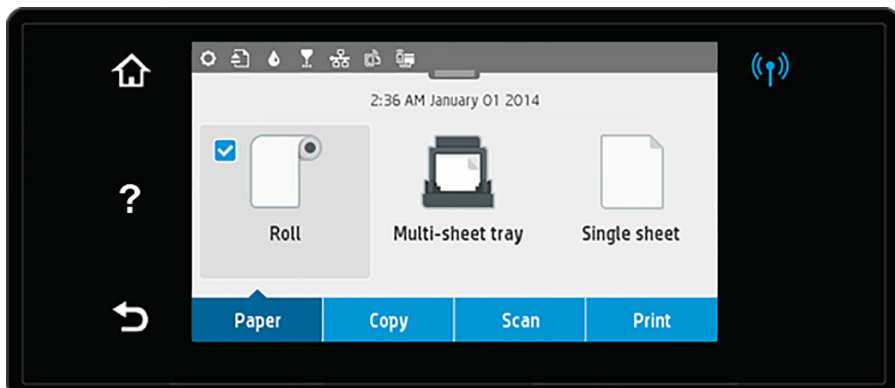 2:36 AM January 01 2014
Roll Multi-sheet tray Single sheet
?
Paper Copy Scan Print